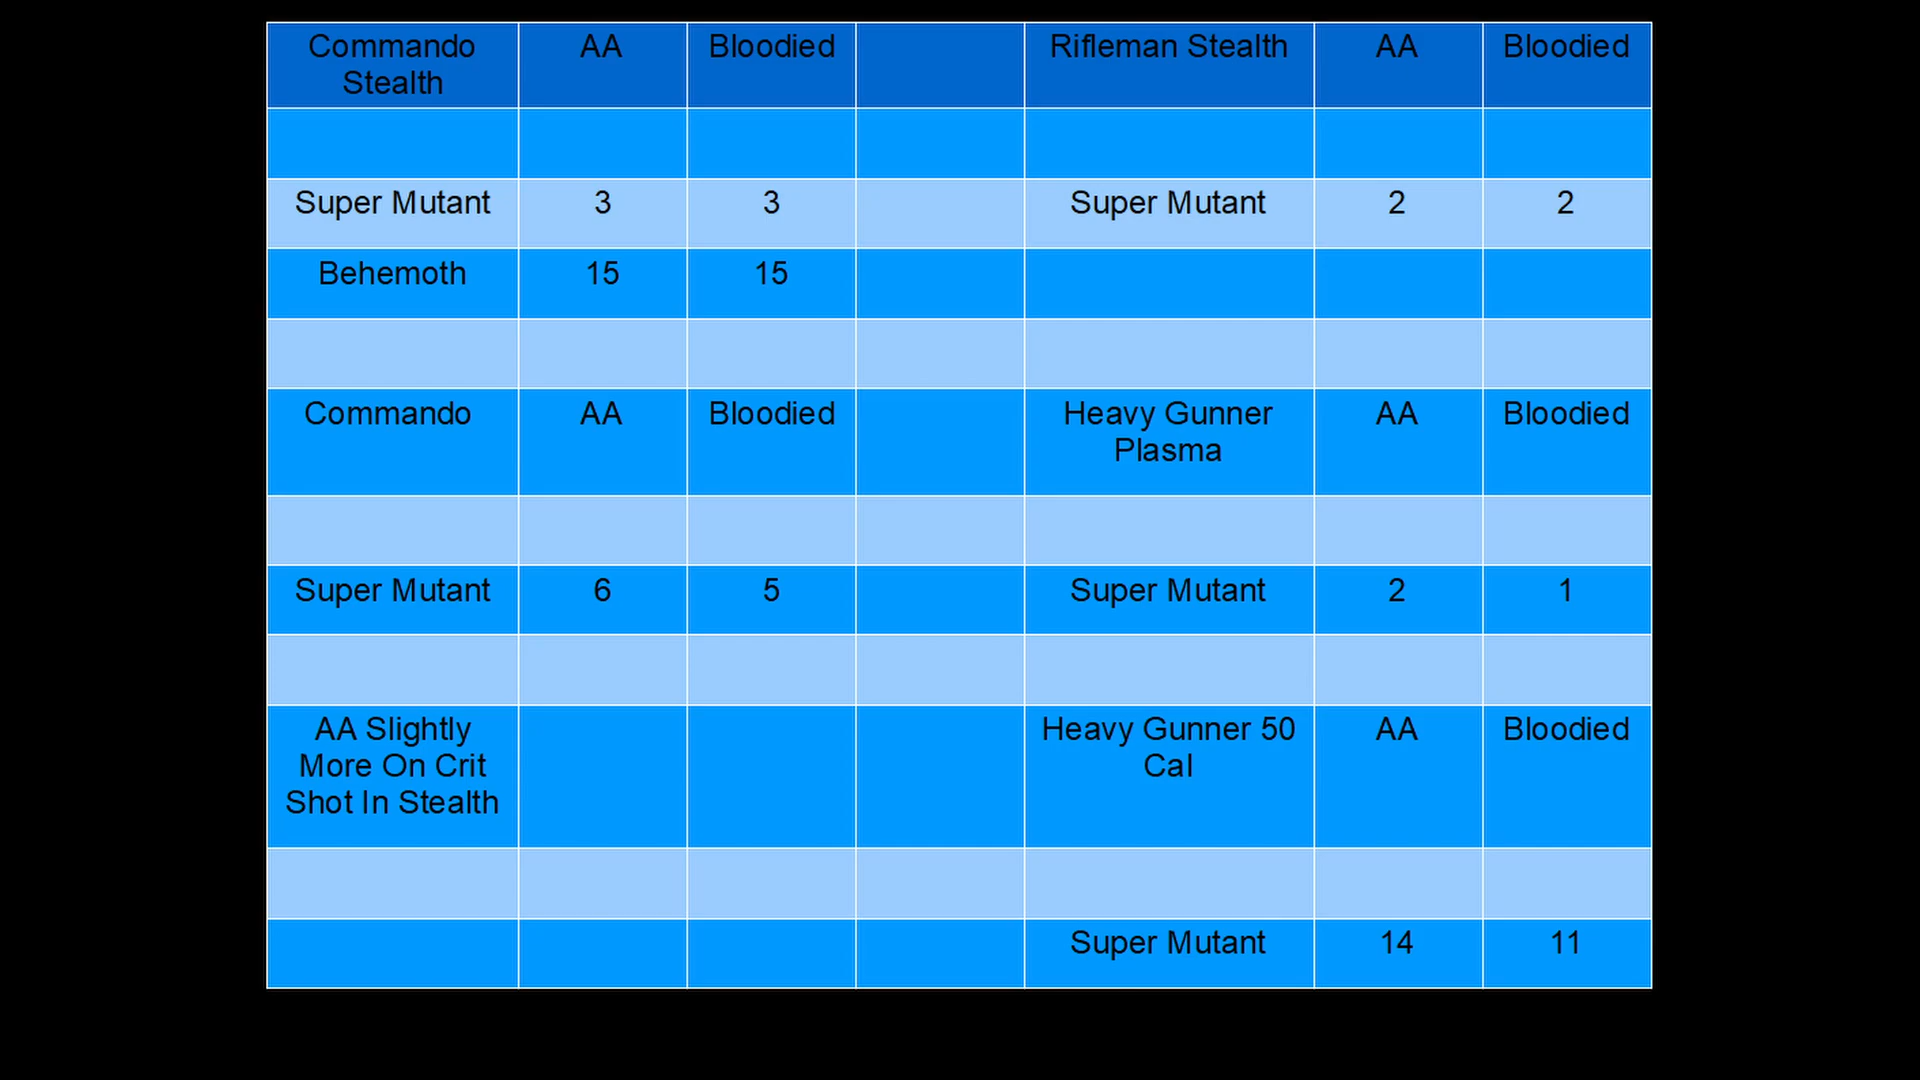 Commando Stealth AA Bloodied Rifleman Stealth AA Bloodied
Super Mutant 3 3 Super Mutant 2 2
Behemoth 15 15
Commando AA Bloodied Heavy Gunner Plasma AA Bloodied
Super Mutant 6 5 Super Mutant 2 1
AA Slightly More On Crit Shot In Stealth Heavy Gunner 50 Cal AA Bloodied
Super Mutant 14 11